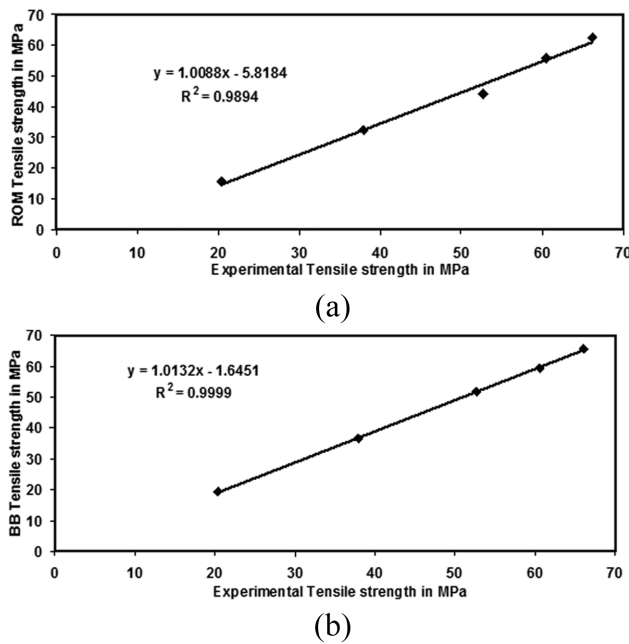 70
60
50
40
30
20
10
0
ROM Tensile strength in MPa
y = 1.0088x - 5.8184
R² = 0.9894
0 10 20 30 40 50 60 70
Experimental Tensile strength in MPa
(a)
70
60
50
40
30
20
10
0
BB Tensile strength in MPa
y = 1.0132x - 1.6451
R² = 0.9999
0 10 20 30 40 50 60 70
Experimental Tensile strength in MPa
(b)